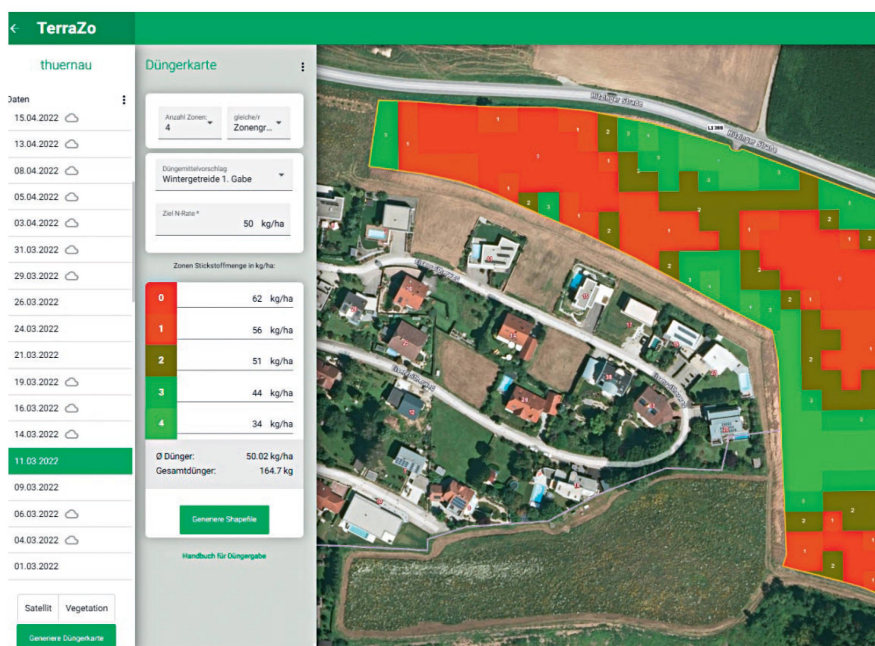 TerraZo
thuernau
Daten
15.04.2022
13.04.2022
08.04.2022
05.04.2022
03.04.2022
31.03.2022
29.03.2022
26.03.2022
24.03.2022
21.03.2022
19.03.2022
16.03.2022
14.03.2022
11.03.2022
09.03.2022
06.03.2022
04.03.2022
01.03.2022
Satellit Vegetation
Generiere Düngerkarte
Düngerkarte
Anzahl Zonen
4
gleiche/r
Zonengr...
Düngemittelvorschlag
Wintergetreide 1. Gabe
Ziel N-Rate *
50 kg/ha
Zonen Stickstoffmenge in kg/ha:
0 62 kg/ha
1 56 kg/ha
2 51 kg/ha
3 44 kg/ha
4 34 kg/ha
Ø Dünger: 50.02 kg/ha
Gesamtdünger: 164.7 kg
Generiere Shapefile
Handbuch für Düngergabe
Hitzinger Straße
Hitzinger Straße